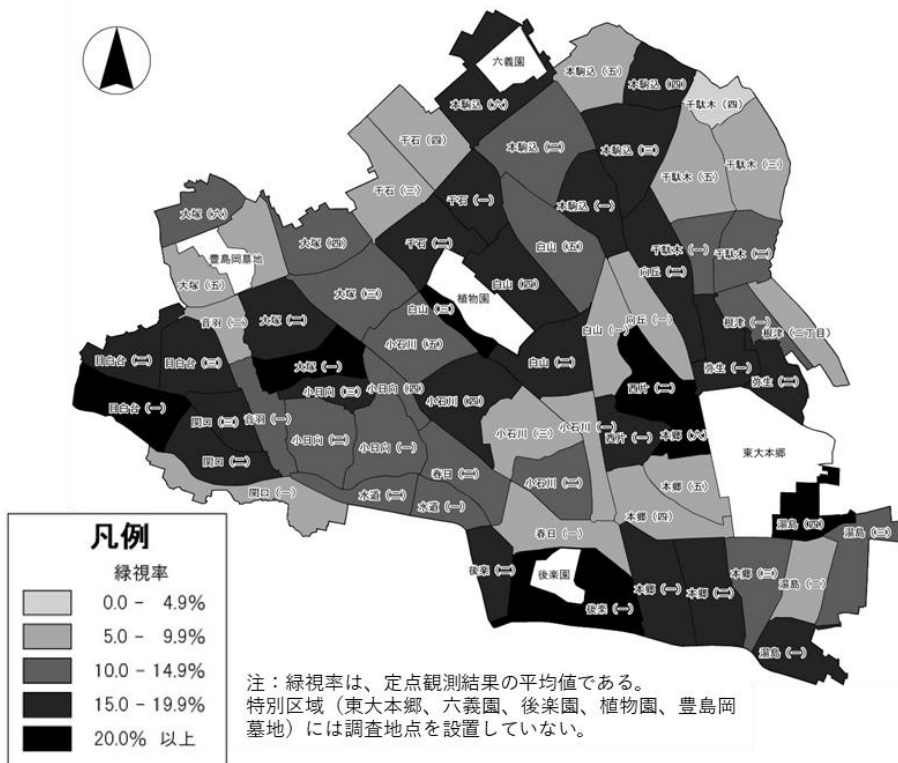 六義園
本駒込（五）
本駒込（四）
千駄木（四）
本駒込（六）
千石（四）
本駒込（二）
本駒込（三）
千駄木（三）
千駄木（五）
千石（三）
千石（一）
本駒込（一）
大塚（六）
大塚（四）
千石（二）
白山（五）
千駄木（一）
千駄木（二）
豊島岡墓地
向丘（二）
大塚（五）
大塚（三）
植物園
白山（四）
白山（三）
音羽（二）
大塚（二）
白山（一）
向丘（一）
根津（一）
根津（二丁目）
小石川（五）
目白台（二）
目白台（三）
白山（二）
大塚（一）
弥生（一）
弥生（二）
小日向（三）
小日向（四）
西片（二）
小石川（四）
目白台（一）
関口（三）
音羽（一）
小石川（三）
小石川（一）
西片（一）
本郷（六）
小日向（二）
小日向（一）
東大本郷
関口（二）
春日（二）
小石川（二）
本郷（五）
関口（一）
水道（二）
水道（一）
本郷（四）
湯島（四）
湯島（三）
春日（一）
後楽（二）
後楽園
本郷（一）
本郷（二）
本郷（三）
湯島（二）
後楽（一）
湯島（一）
凡例
緑視率
0.0 - 4.9%
5.0 - 9.9%
10.0 - 14.9%
15.0 - 19.9%
20.0% 以上
注：緑視率は、定点観測結果の平均値である。
特別区域（東大本郷、六義園、後楽園、植物園、豊島岡
墓地）には調査地点を設置していない。